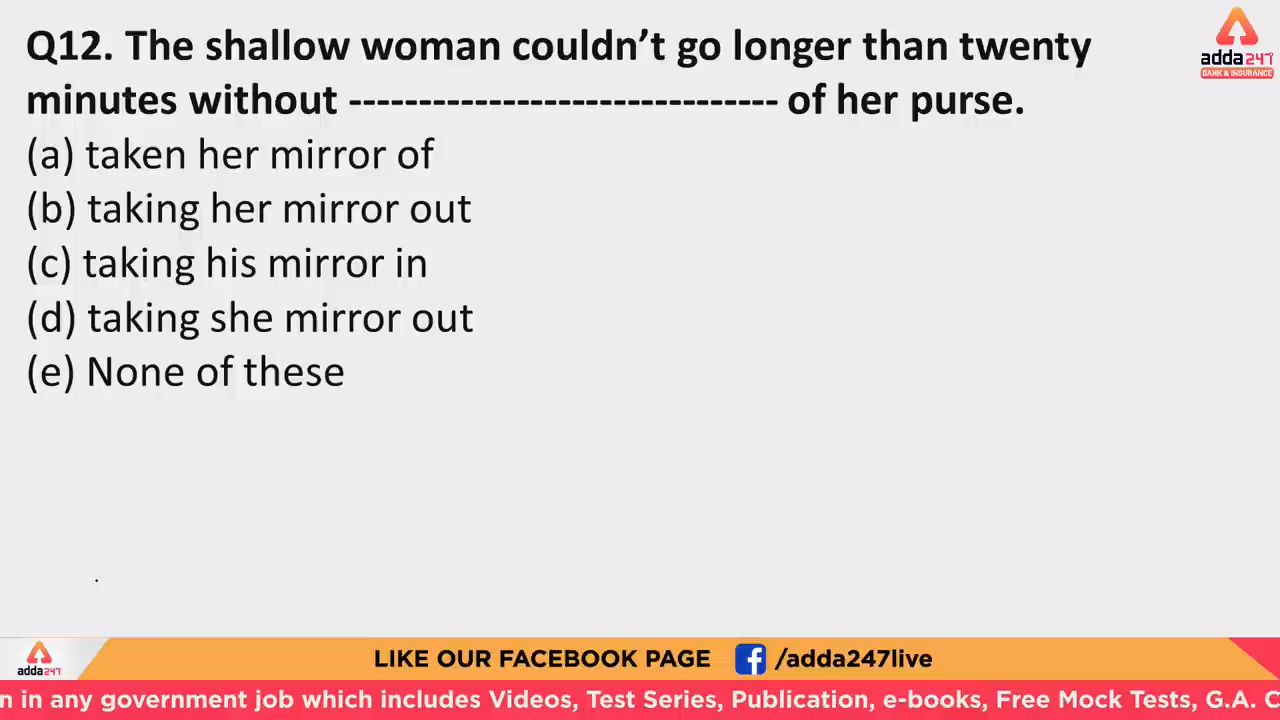 Q12. The shallow woman couldn’t go longer than twenty
minutes without ------------------------------- of her purse.
(a) taken her mirror of
(b) taking her mirror out
(c) taking his mirror in
(d) taking she mirror out
(e) None of these
adda247
BANK & INSURANCE
adda247
LIKE OUR FACEBOOK PAGE /adda247live
n in any government job which includes Videos, Test Series, Publication, e-books, Free Mock Tests, G.A. C